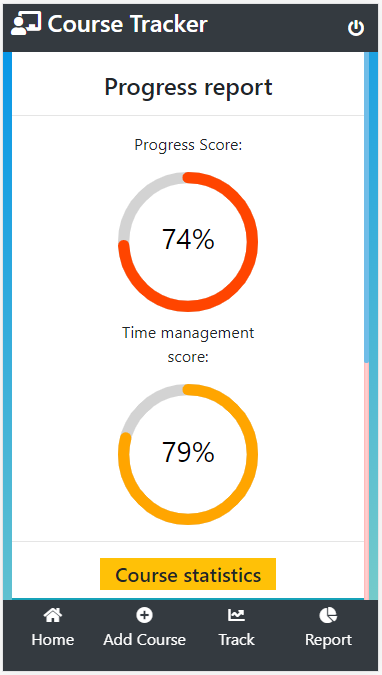 Course Tracker
Progress report
Progress Score:
74%
Time management
score:
79%
Course statistics
Home Add Course Track Report